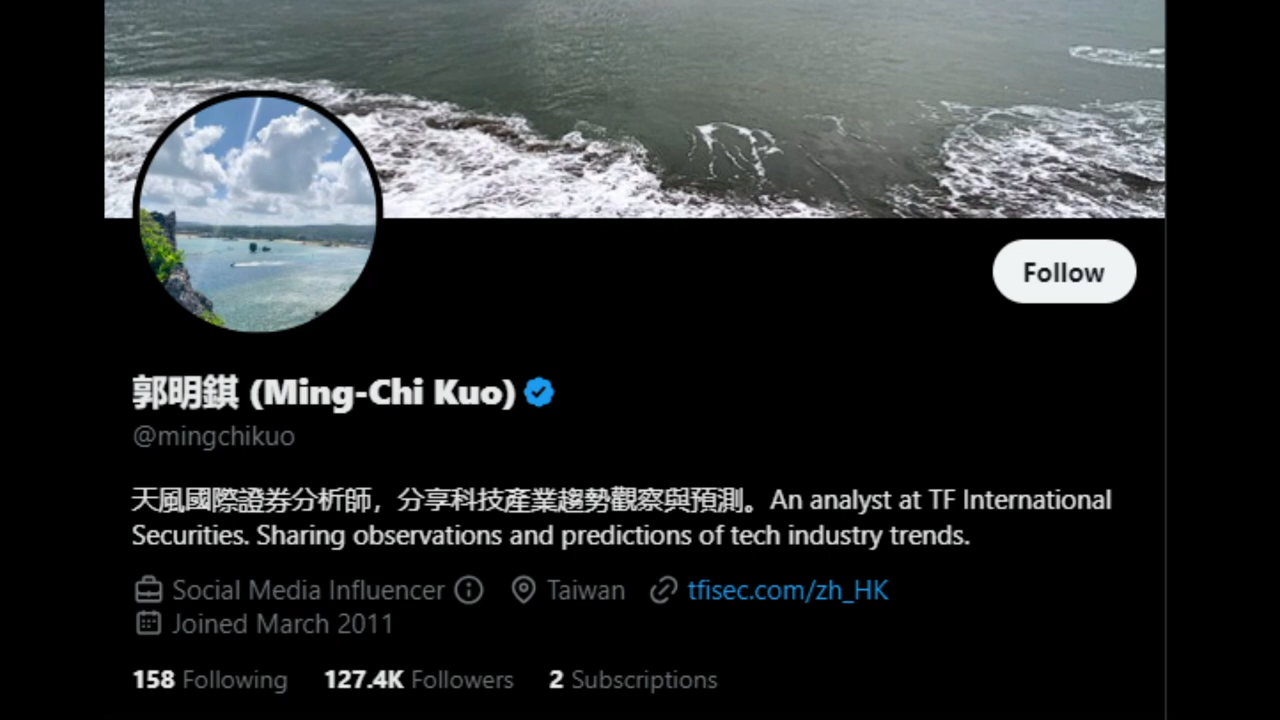 Follow
郭明錤 (Ming-Chi Kuo)
@mingchikuo
天風國際證券分析師，分享科技產業趨勢觀察與預測。An analyst at TF International
Securities. Sharing observations and predictions of tech industry trends.
Social Media Influencer Taiwan tfisec.com/zh_HK
Joined March 2011
158 Following 127.4K Followers 2 Subscriptions